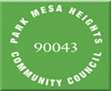 PARK MESA HEIGHTS
90043
COMMUNITY COUNCIL